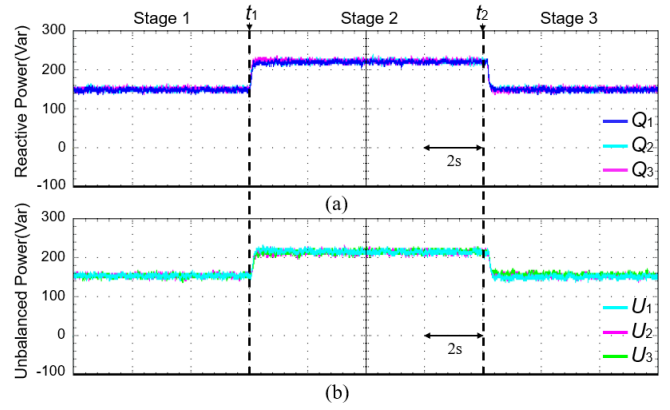 Stage 1 t1 Stage 2 t2 Stage 3
Reactive Power(Var)
300
200
100
0
-100
2s
Q1
Q2
Q3
(a)
Unbalanced Power(Var)
300
200
100
0
-100
2s
U1
U2
U3
(b)